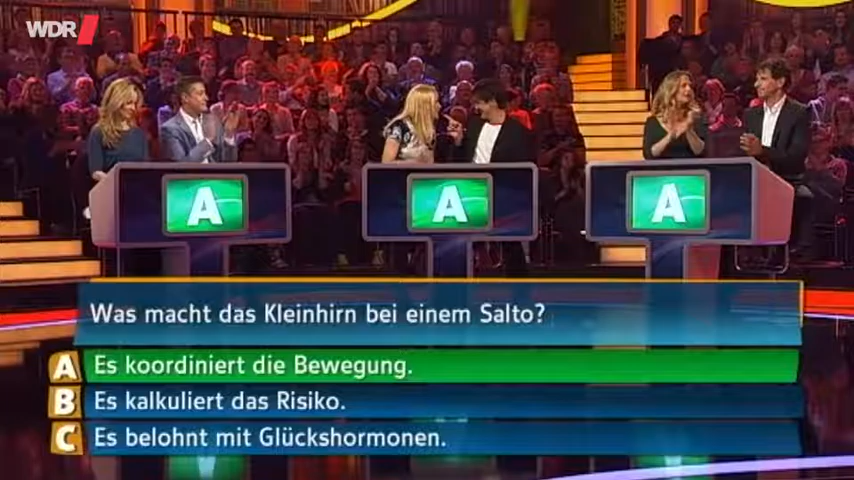 WDR
A A A
Was macht das Kleinhirn bei einem Salto?
A Es koordiniert die Bewegung.
B Es kalkuliert das Risiko.
C Es belohnt mit Glückshormonen.